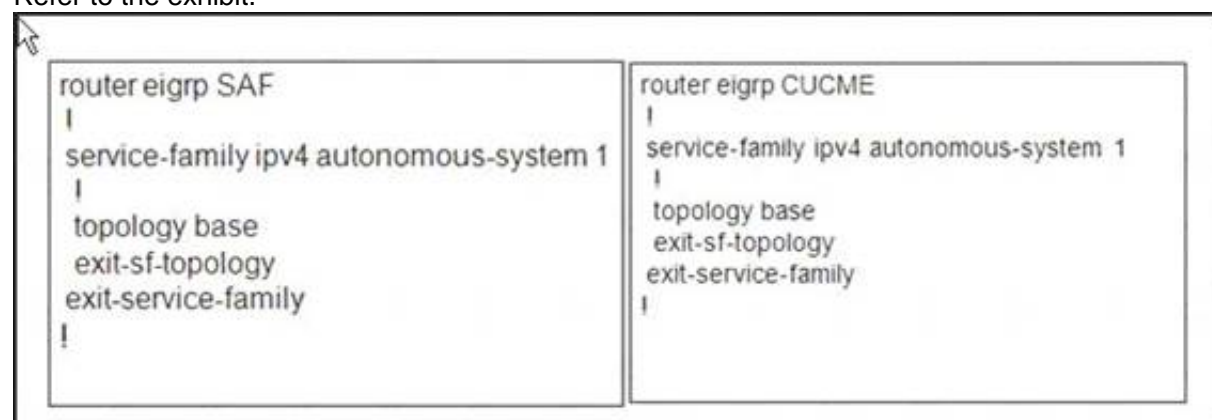 Refer to the exhibit.
router eigrp SAF
!
service-family ipv4 autonomous-system 1
!
topology base
exit-sf-topology
exit-service-family
!
router eigrp CUCME
!
service-family ipv4 autonomous-system 1
!
topology base
exit-sf-topology
exit-service-family
!